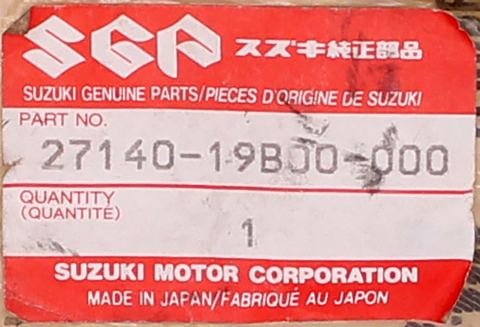 SGP スズキ純正部品
SUZUKI GENUINE PARTS/PIECES D'ORIGINE DE SUZUKI
PART NO.
27140-19B00-000
QUANTITY
(QUANTITÉ)
1
SUZUKI MOTOR CORPORATION
MADE IN JAPAN/FABRIQUÉ AU JAPON